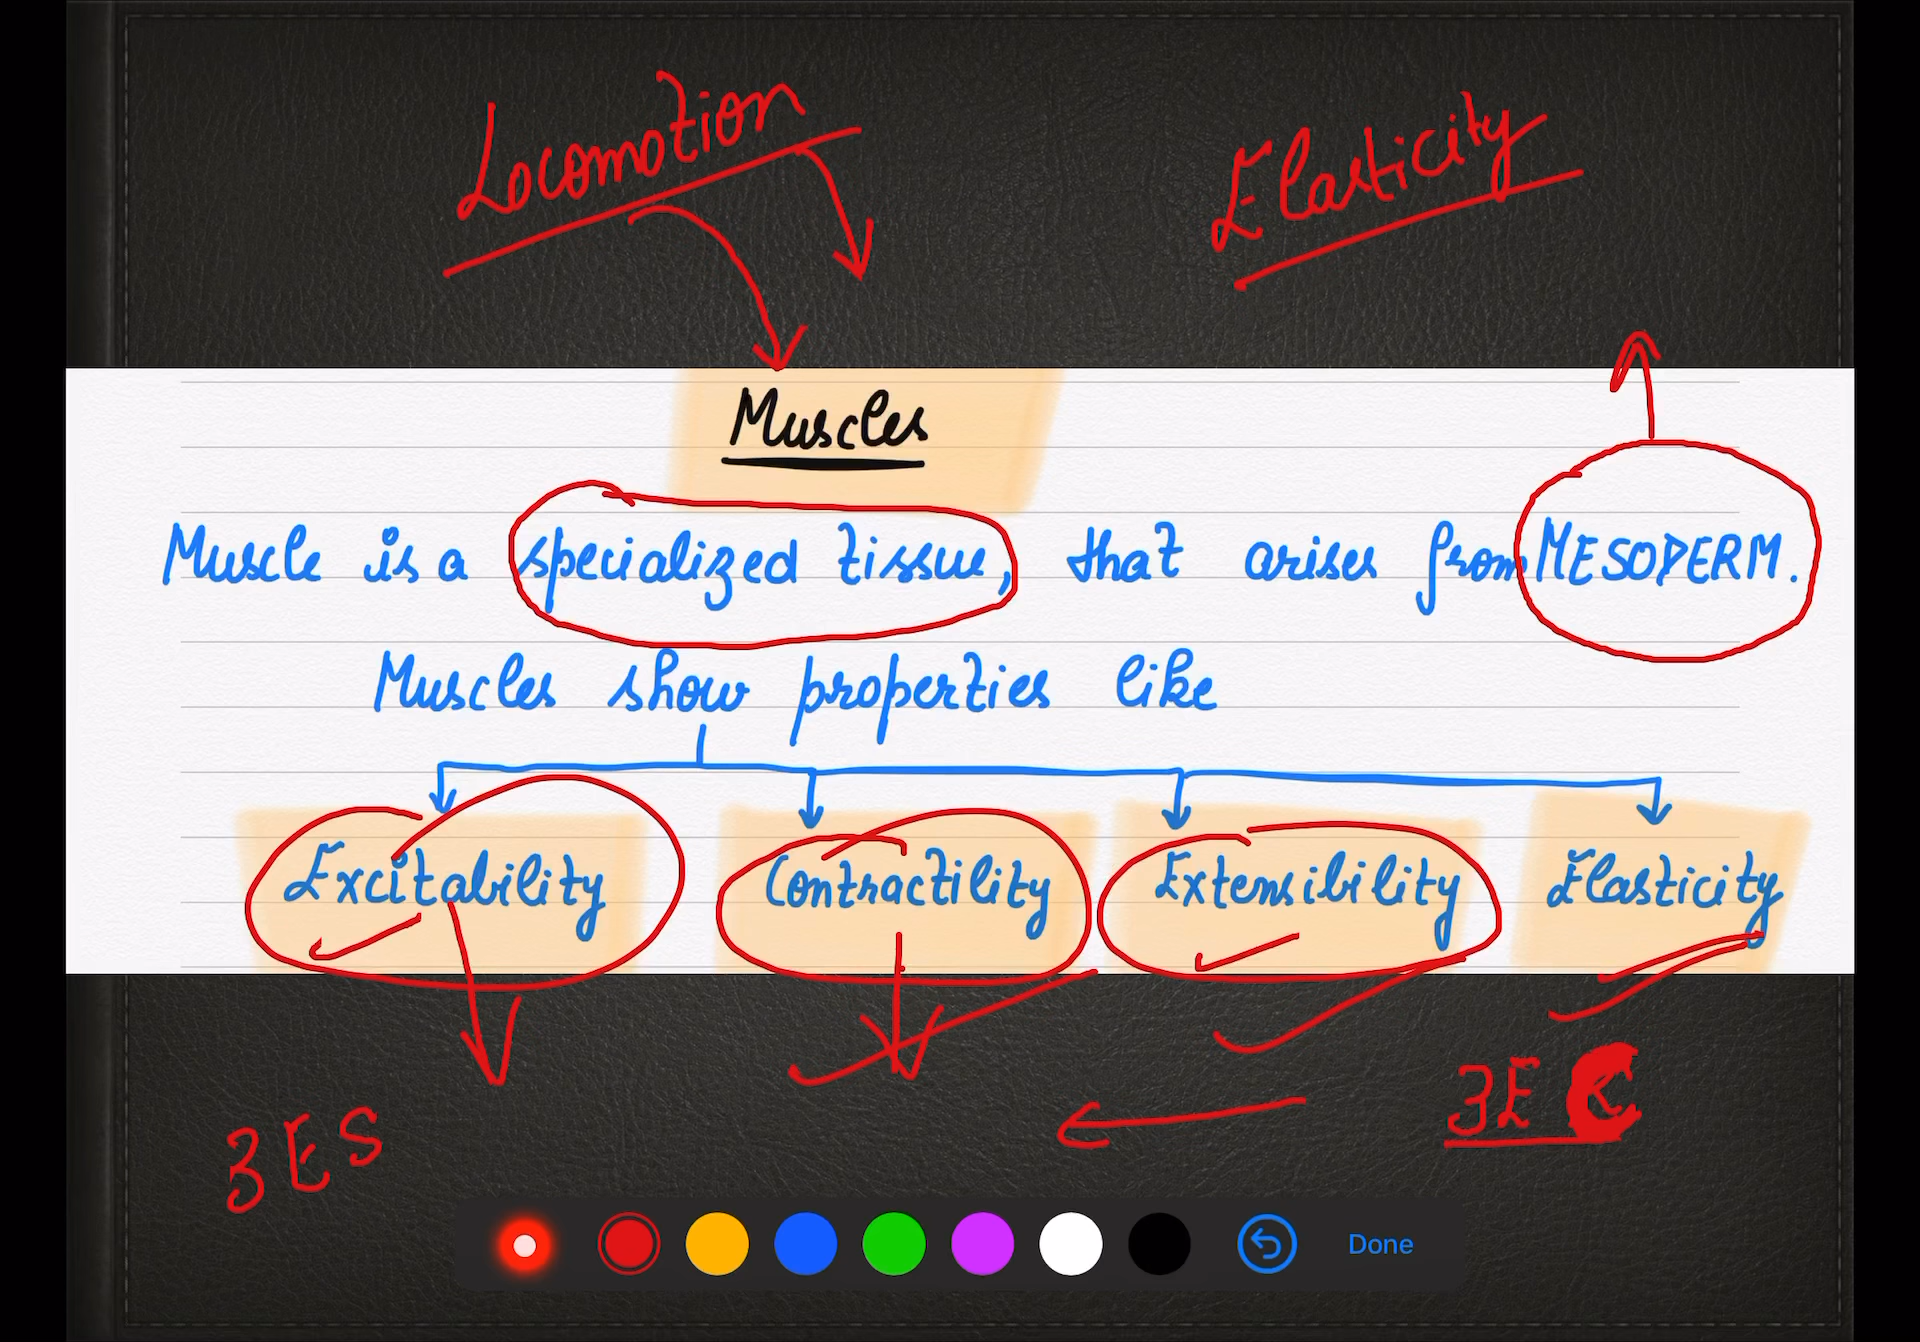 Locomotion
Elasticity
Muscles
Muscle is a specialized tissue, that arises from MESODERM.
Muscles show properties like
Excitability Contractility Extensibility Elasticity
3E C
3 E S
Done